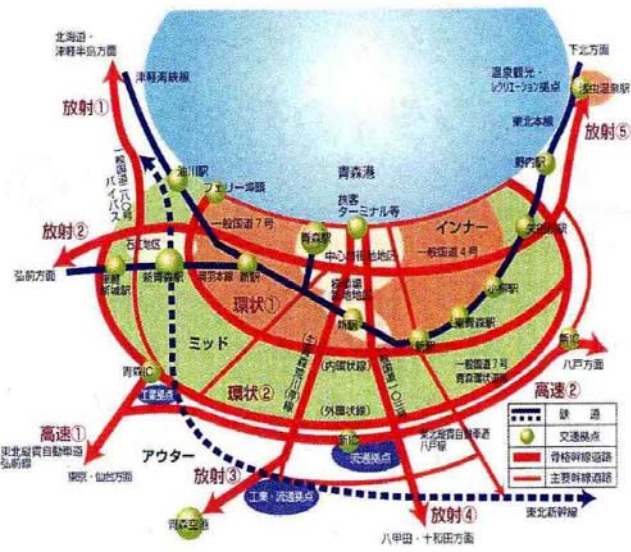 北海道・
津軽半島方面
津軽海峡線
放射①
一般国道二八〇号
バイパス
油川駅
フェリー埠頭
一般国道7号
放射②
弘前方面
石江地区
新青森駅
奥羽本線
新駅
青森駅
青森港
旅客
ターミナル等
インナー
一般国道4号
下北方面
温泉観光・
レクリエーション拠点
浅虫温泉駅
東北本線
放射⑤
野内駅
小柳駅
東青森駅
新駅
新駅
環状①
ミッド
環状②
(内環状線)
(外環状線)
一般国道7号
青森環状道路
新IC
八戸方面
高速②
青森IC
工業拠点
高速①
東北縦貫自動車道
弘前線
東京・仙台方面
アウター
放射③
青森空港
新IC
流通拠点
工業・流通拠点
東北縦貫自動車道
八戸線
放射④
八甲田・十和田方面
東北新幹線
鉄道
交通拠点
骨格幹線道路
主要幹線道路